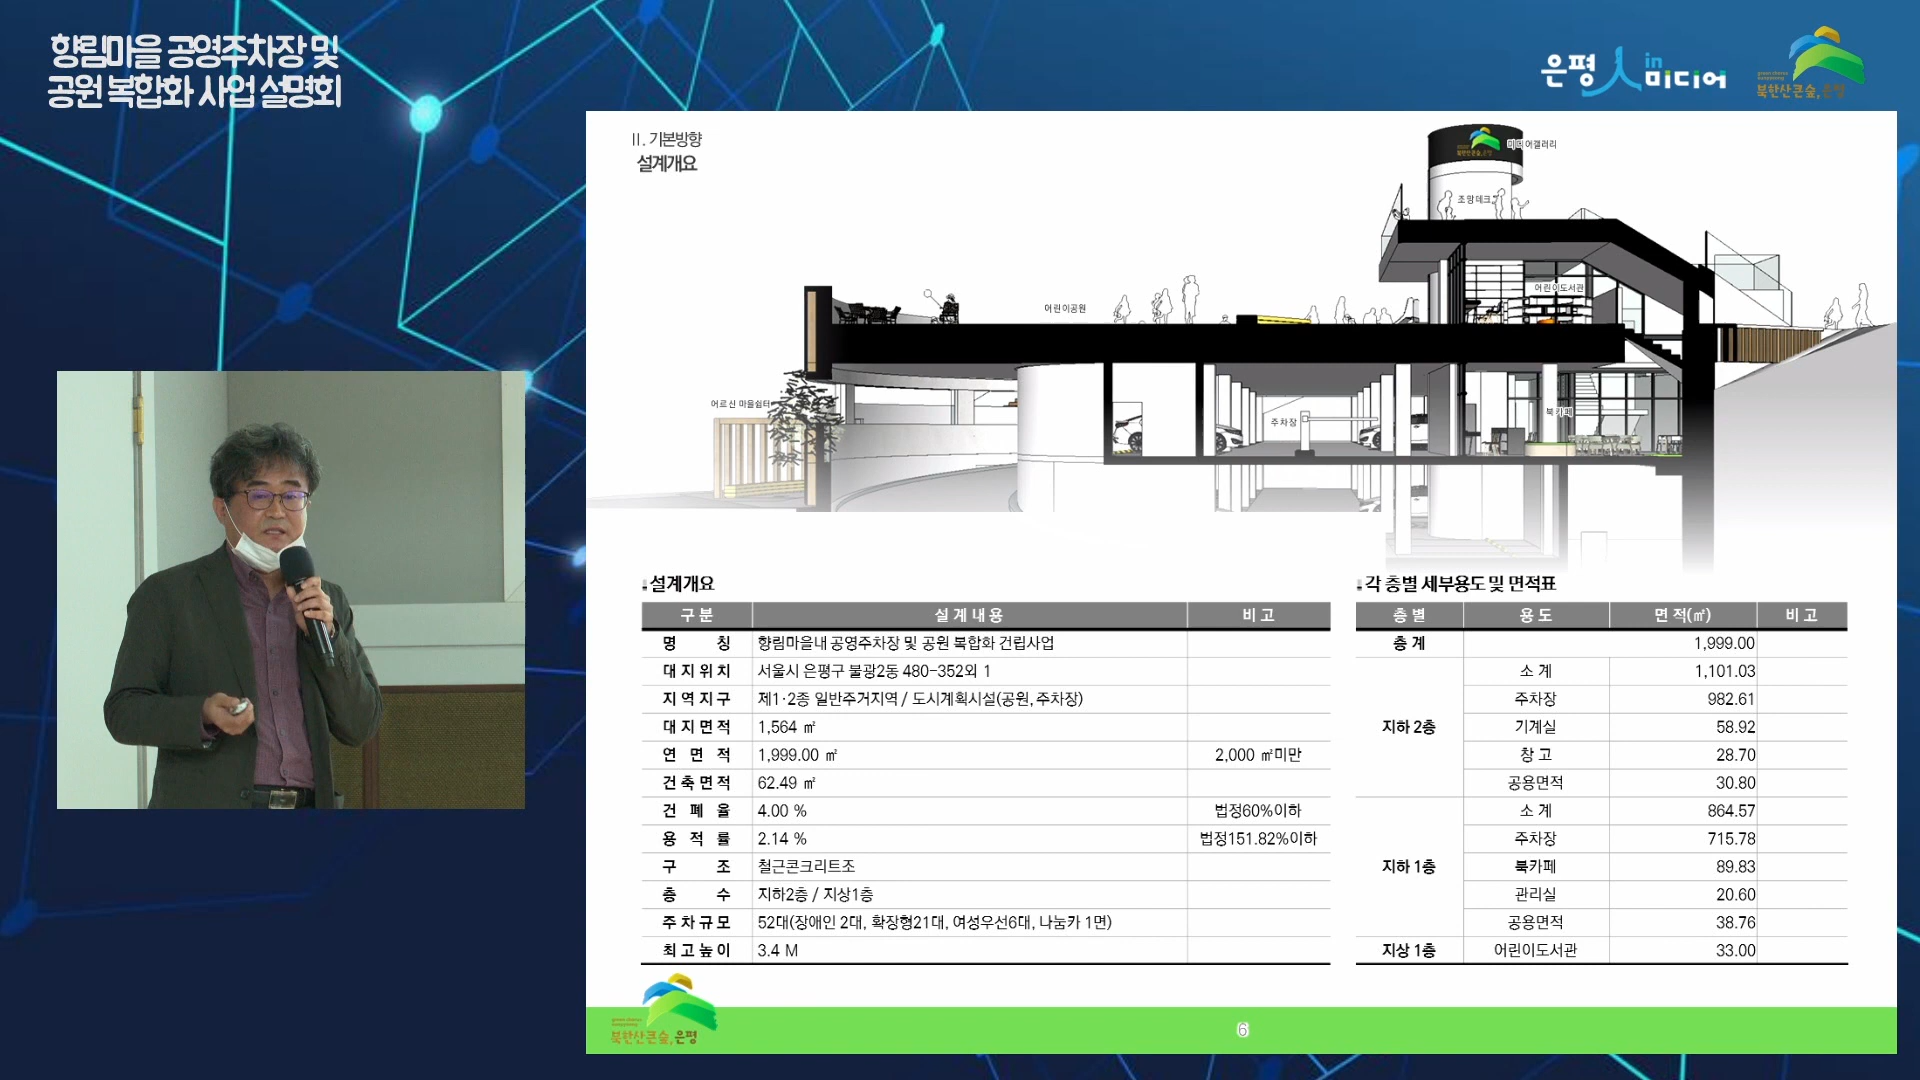 향림마을 공영주차장 및
공원 복합화 사업 설명회
은평 人 in 미디어
북한산큰숲, 은평
Ⅱ. 기본방향
설계개요
미디어갤러리
조망데크
어린이도서관
어린이공원
어르신 마을쉼터
주차장
북카페
설계개요
구 분 설 계 내 용 비 고
명 칭 향림마을내 공영주차장 및 공원 복합화 건립사업
대 지 위 치 서울시 은평구 불광2동 480-352외 1
지 역 지 구 제1·2종 일반주거지역 / 도시계획시설(공원, 주차장)
대 지 면 적 1,564 ㎡
연 면 적 1,999.00 ㎡ 2,000 ㎡미만
건 축 면 적 62.49 ㎡
건 폐 율 4.00 % 법정60%이하
용 적 률 2.14 % 법정151.82%이하
구 조 철근콘크리트조
층 수 지하2층 / 지상1층
주 차 규 모 52대(장애인 2대, 확장형21대, 여성우선6대, 나눔카 1면)
최 고 높 이 3.4 M
각 층별 세부용도 및 면적표
층 별 용 도 면 적(㎡) 비 고
총 계 1,999.00
지하 2층 소 계 1,101.03
주차장 982.61
기계실 58.92
창 고 28.70
공용면적 30.80
지하 1층 소 계 864.57
주차장 715.78
북카페 89.83
관리실 20.60
공용면적 38.76
지상 1층 어린이도서관 33.00
북한산큰숲, 은평
6